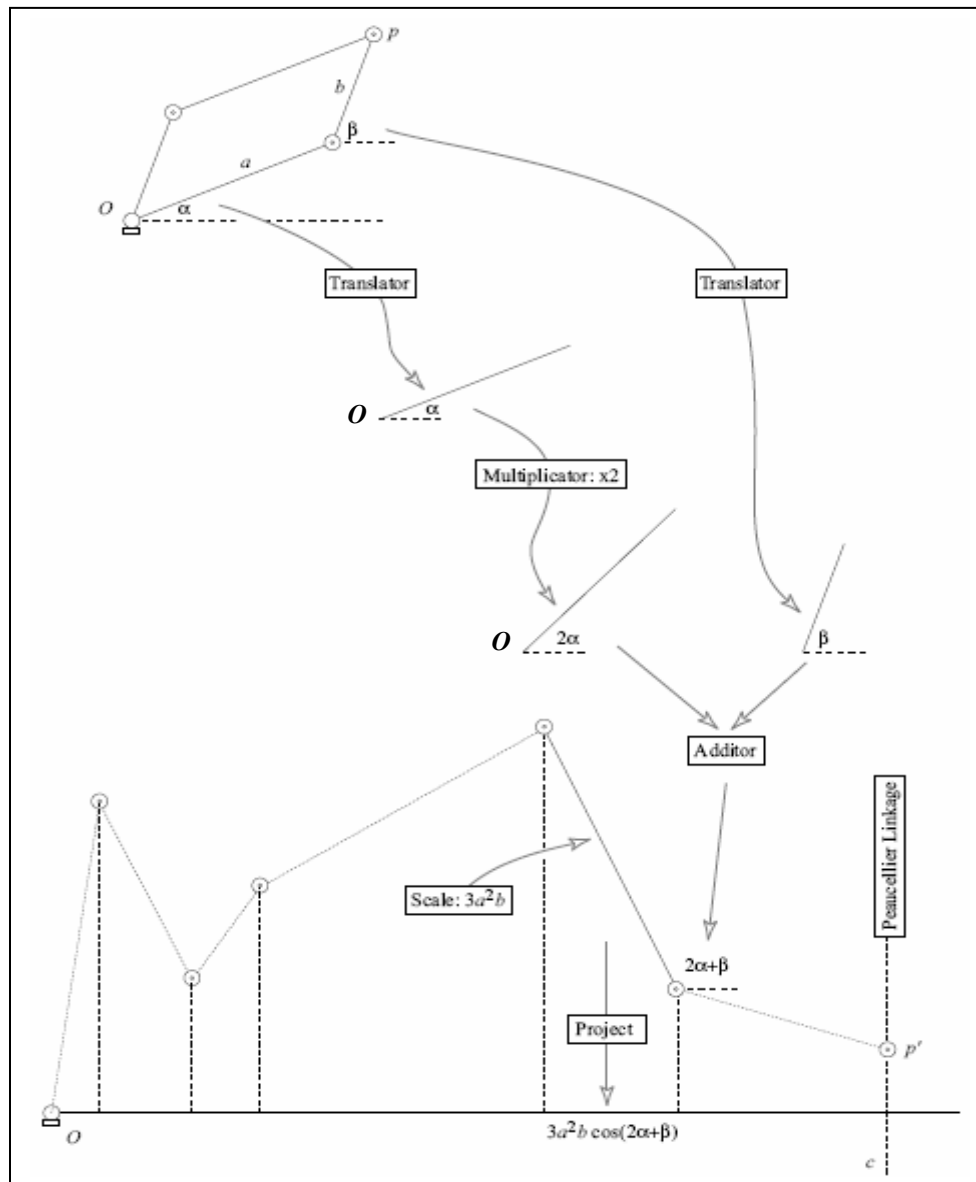 p
b
β
a
O
α
Translator
Translator
O
α
Multiplicator: x2
O
2α
β
Additor
Peaucellier Linkage
Scale: 3a²b
2α+β
Project
p'
O
3a²b cos(2α+β)
c